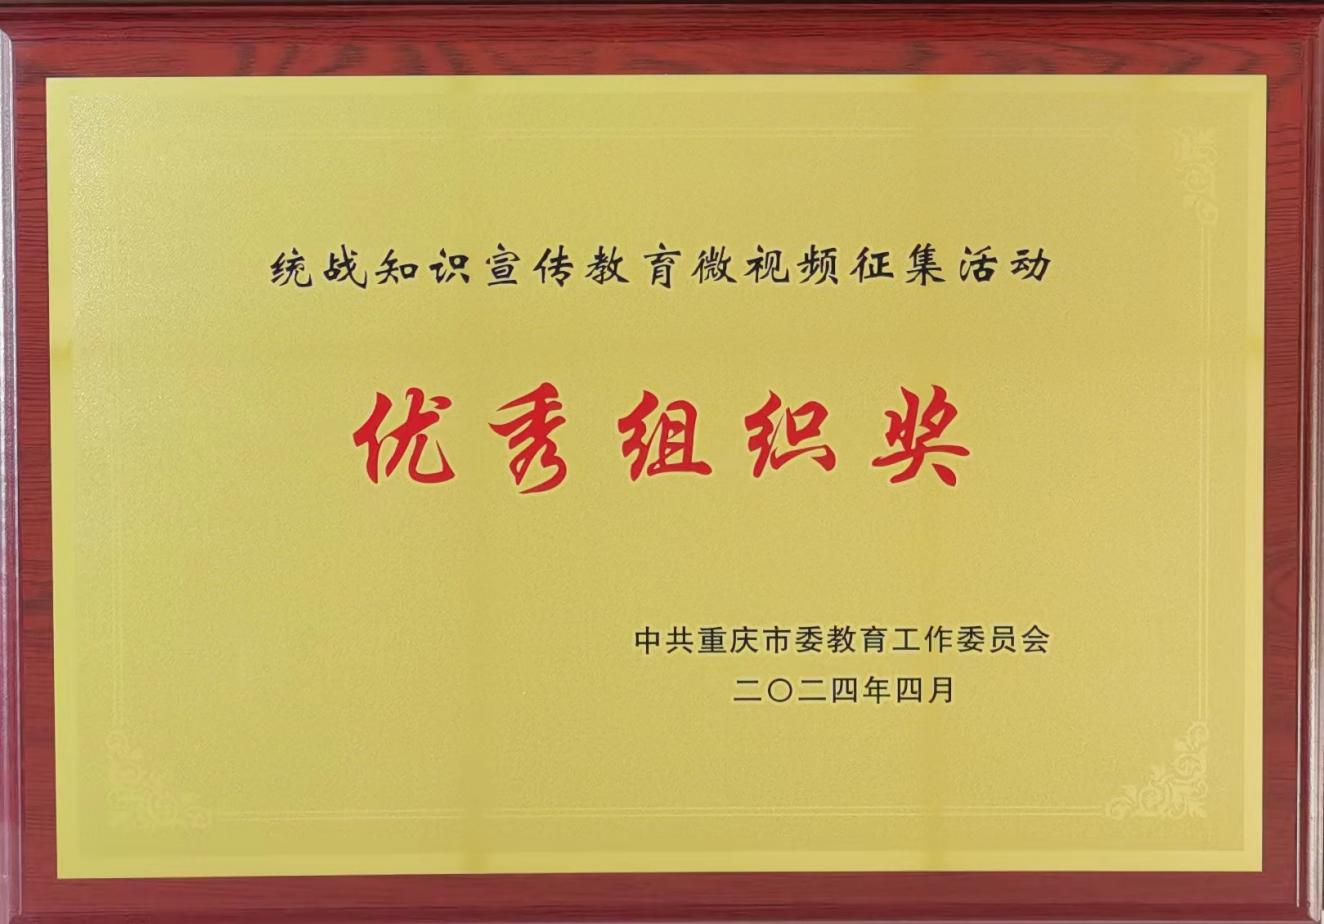 统战知识宣传教育微视频征集活动
优秀组织奖
中共重庆市委教育工作委员会
二〇二四年四月